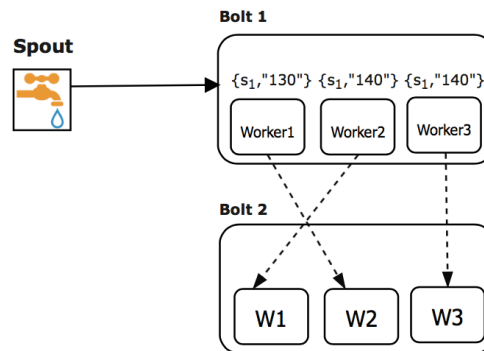 Bolt 1
Spout
{s₁,"130"} {s₁,"140"} {s₁,"140"}
Worker1 Worker2 Worker3
Bolt 2
W1 W2 W3